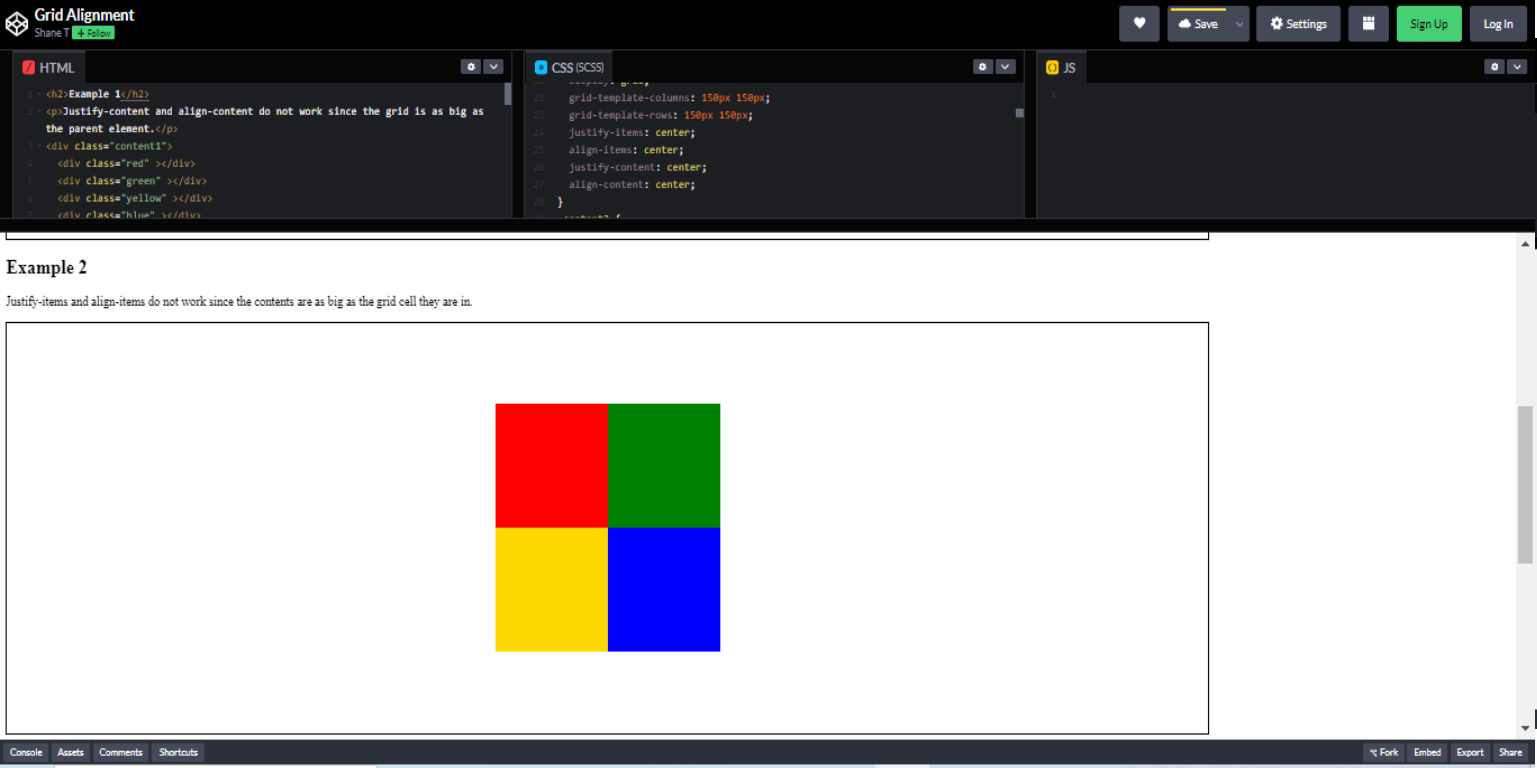 Grid Alignment
Shane T + Follow
Save
Settings
Sign Up
Log In
HTML
1 <h2>Example 1</h2>
2 <p>Justify-content and align-content do not work since the grid is as big as
the parent element.</p>
3 <div class="content1">
4 <div class="red" ></div>
5 <div class="green" ></div>
6 <div class="yellow" ></div>
7 <div class="blue" ></div>
CSS (SCSS)
22 grid-template-columns: 150px 150px;
23 grid-template-rows: 150px 150px;
24 justify-items: center;
25 align-items: center;
26 justify-content: center;
27 align-content: center;
28 }
JS
1
Example 2
Justify-items and align-items do not work since the contents are as big as the grid cell they are in.
Console Assets Comments Shortcuts
Fork Embed Export Share